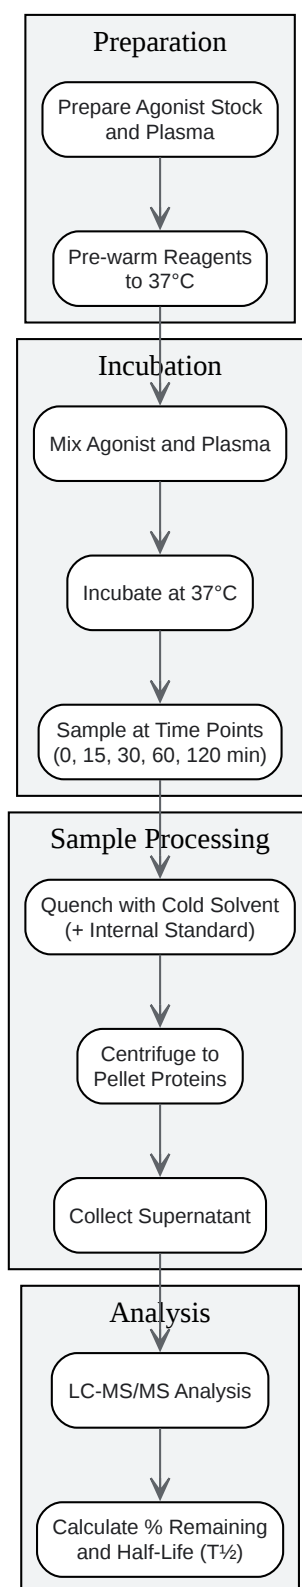 Preparation
Prepare Agonist Stock
and Plasma
Pre-warm Reagents
to 37°C
Incubation
Mix Agonist and Plasma
Incubate at 37°C
Sample at Time Points
(0, 15, 30, 60, 120 min)
Sample Processing
Quench with Cold Solvent
(+ Internal Standard)
Centrifuge to
Pellet Proteins
Collect Supernatant
Analysis
LC-MS/MS Analysis
Calculate % Remaining
and Half-Life (T½)